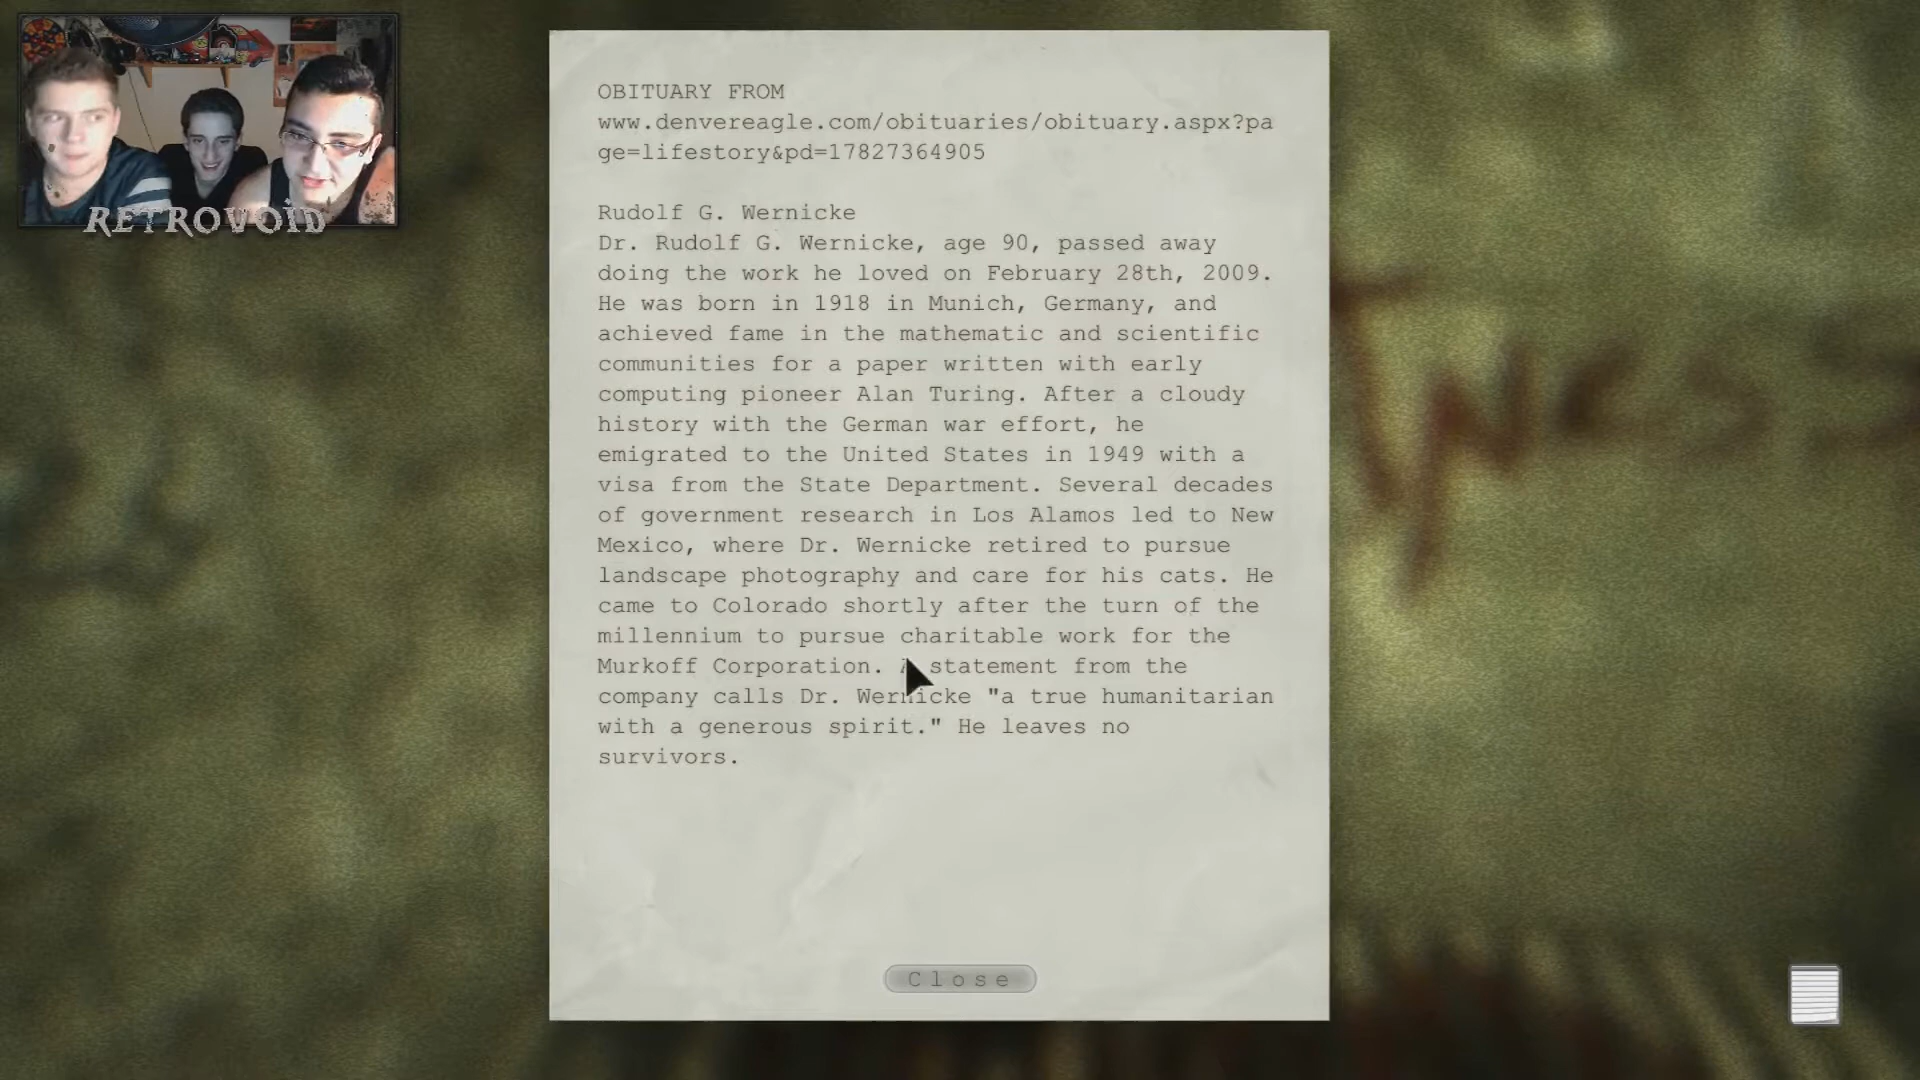 RETROVOID
OBITUARY FROM
www.denvereagle.com/obituaries/obituary.aspx?pa
ge=lifestory&pd=17827364905
Rudolf G. Wernicke
Dr. Rudolf G. Wernicke, age 90, passed away
doing the work he loved on February 28th, 2009.
He was born in 1918 in Munich, Germany, and
achieved fame in the mathematic and scientific
communities for a paper written with early
computing pioneer Alan Turing. After a cloudy
history with the German war effort, he
emigrated to the United States in 1949 with a
visa from the State Department. Several decades
of government research in Los Alamos led to New
Mexico, where Dr. Wernicke retired to pursue
landscape photography and care for his cats. He
came to Colorado shortly after the turn of the
millennium to pursue charitable work for the
Murkoff Corporation. A statement from the
company calls Dr. Wernicke "a true humanitarian
with a generous spirit." He leaves no
survivors.
Close